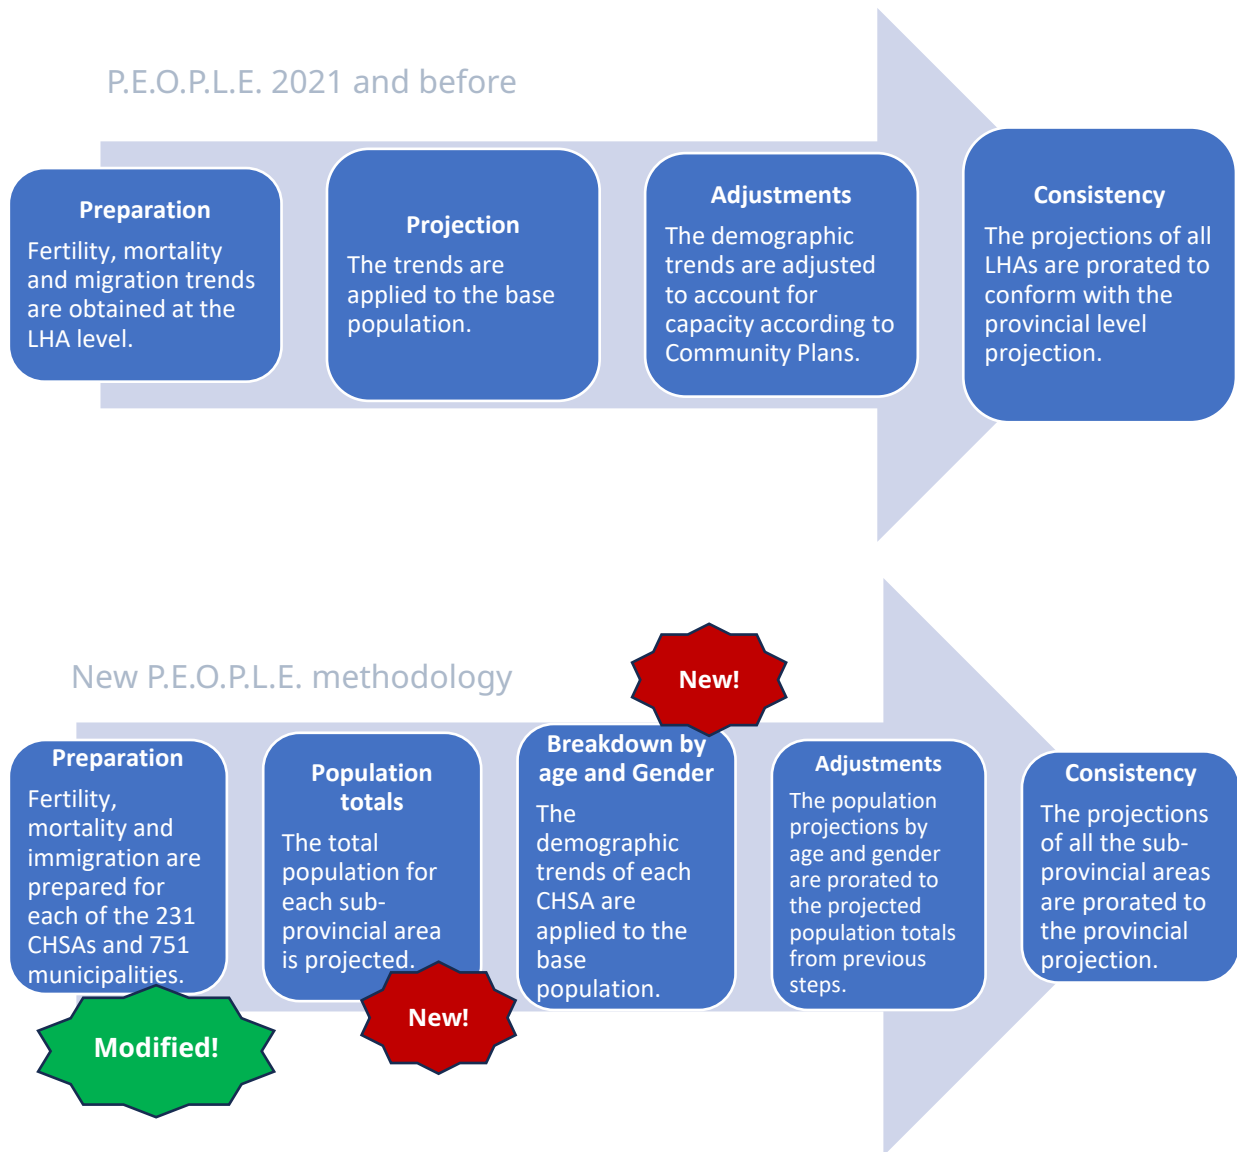 P.E.O.P.L.E. 2021 and before
Preparation
Fertility, mortality
and migration trends
are obtained at the
LHA level.
Projection
The trends are
applied to the base
population.
Adjustments
The demographic
trends are adjusted
to account for
capacity according to
Community Plans.
Consistency
The projections of all
LHAs are prorated to
conform with the
provincial level
projection.
New P.E.O.P.L.E. methodology
Preparation
Fertility,
mortality and
immigration are
prepared for
each of the 231
CHSAs and 751
municipalities.
Modified!
Population
totals
The total
population for
each sub-
provincial area
is projected.
New!
New!
Breakdown by
age and Gender
The
demographic
trends of each
CHSA are
applied to the
base
population.
Adjustments
The population
projections by
age and gender
are prorated to
the projected
population totals
from previous
steps.
Consistency
The projections
of all the sub-
provincial areas
are prorated to
the provincial
projection.